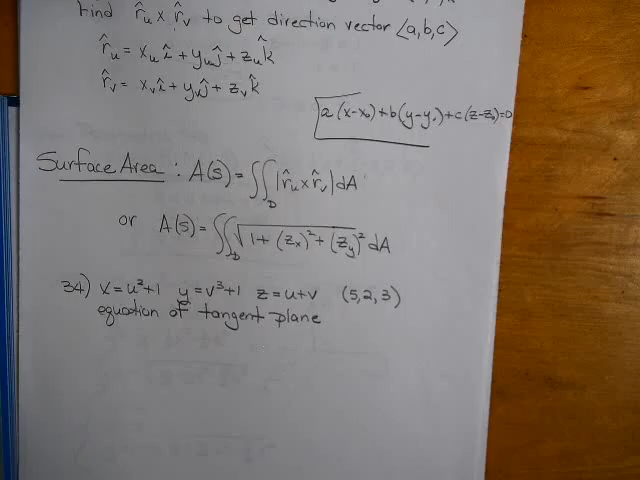 Find r̂u x r̂v to get direction vector <a,b,c>
r̂u = xu î + yu ĵ + zu k̂
r̂v = xv î + yv ĵ + zv k̂
a(x-x₀)+b(y-y₀)+c(z-z₀)=0
Surface Area : A(s) = ∬D |r̂u x r̂v| dA
or A(s) = ∬D √(1+(zx)²+(zy)²) dA
34) x=u²+1 y=v³+1 z=u+v (5,2,3)
equation of tangent plane